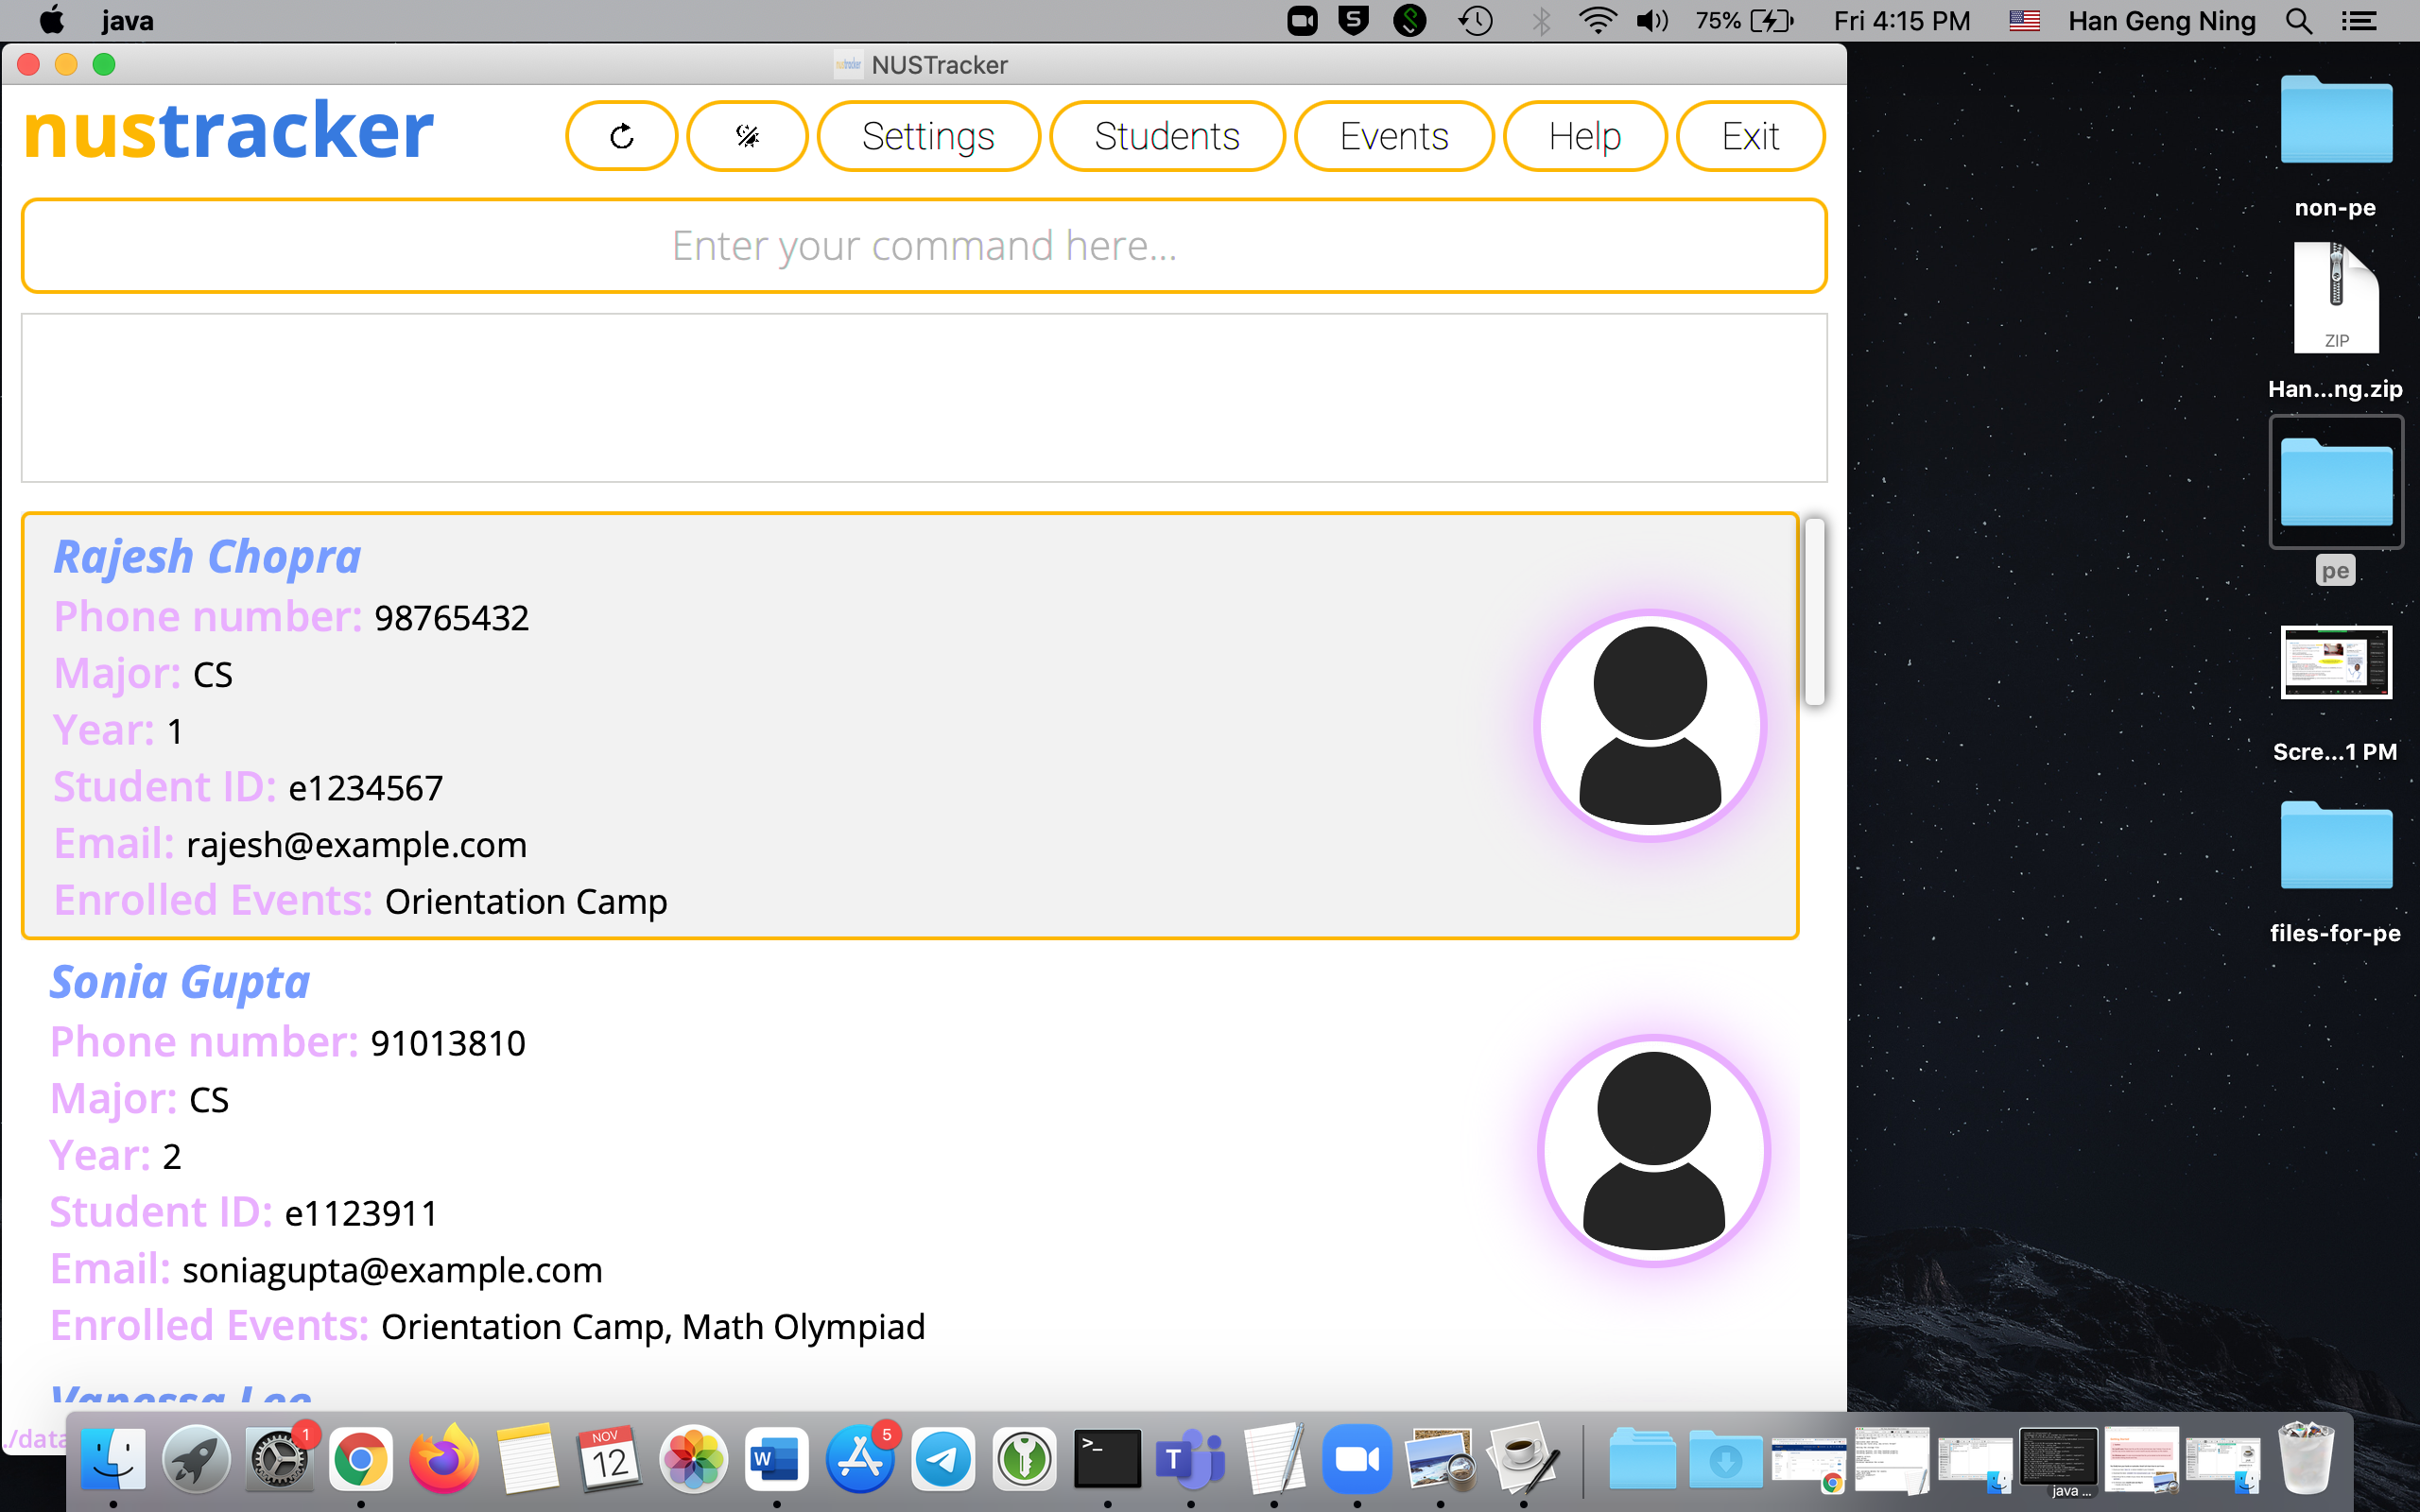 java
75%
Fri 4:15 PM
Han Geng Ning
NUSTracker
nustracker
Settings
Students
Events
Help
Exit
Enter your command here...
Rajesh Chopra
Phone number: 98765432
Major: CS
Year: 1
Student ID: e1234567
Email: rajesh@example.com
Enrolled Events: Orientation Camp
Sonia Gupta
Phone number: 91013810
Major: CS
Year: 2
Student ID: e1123911
Email: soniagupta@example.com
Enrolled Events: Orientation Camp, Math Olympiad
Vanessa Lee
./data
non-pe
ZIP
Han...ng.zip
pe
Scre...1 PM
files-for-pe
1
NOV
12
W
5
>_
T
java ...